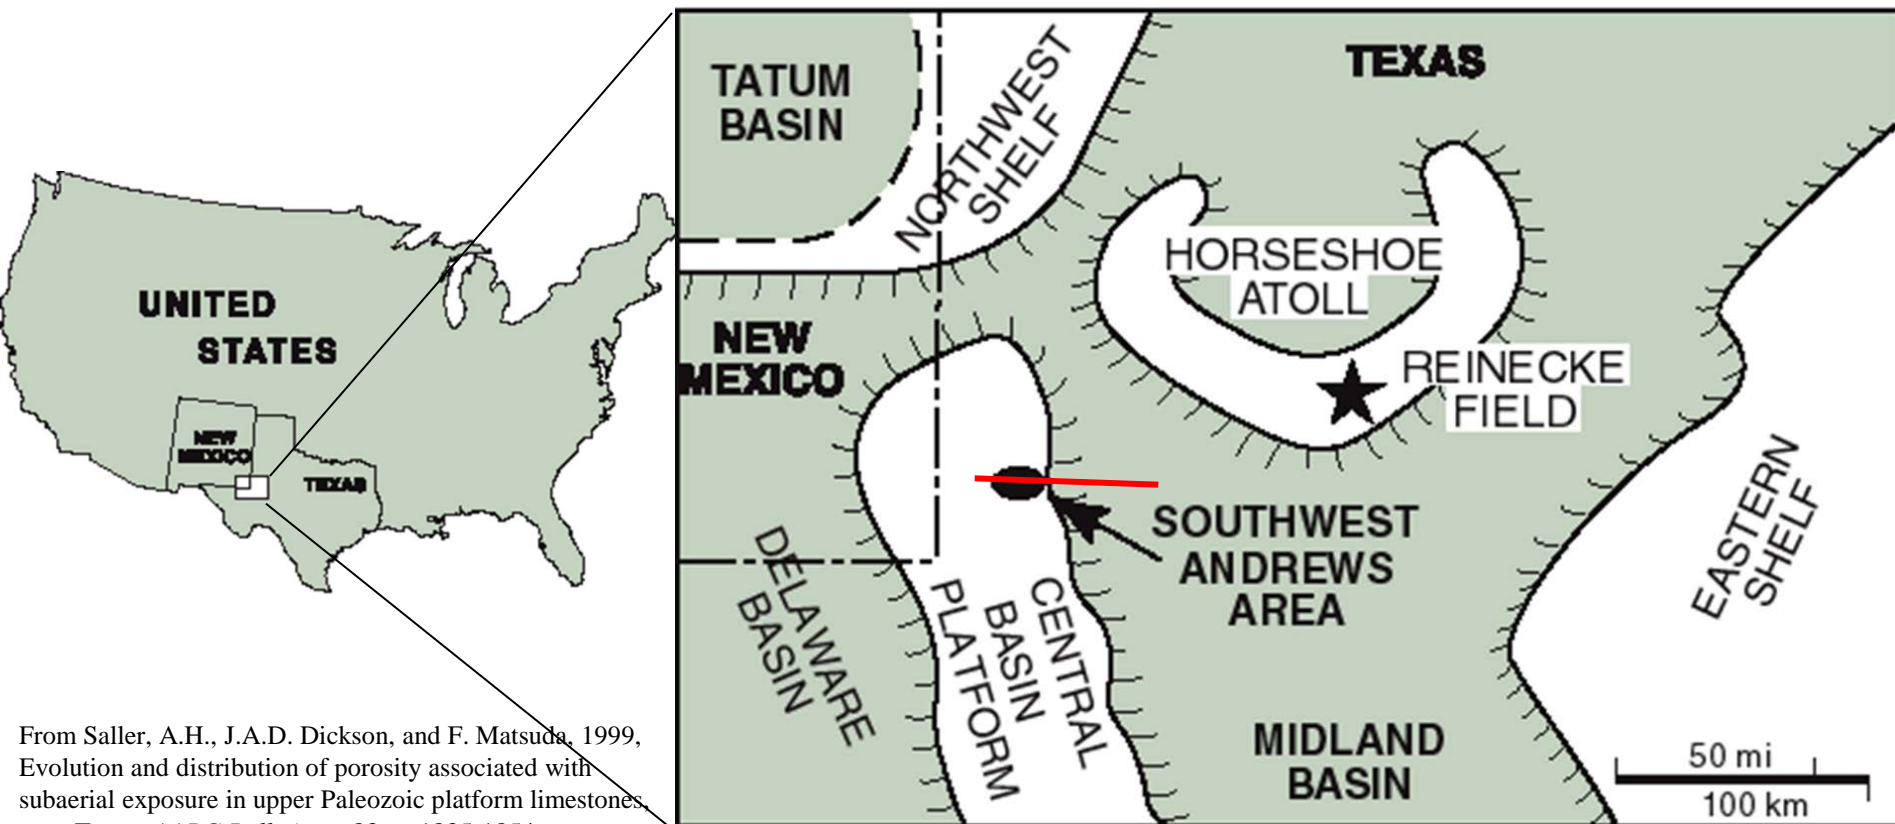 UNITED
STATES
NEW
MEXICO
TEXAS
TATUM
BASIN
NORTHWEST
SHELF
TEXAS
HORSESHOE
ATOLL
NEW
MEXICO
REINECKE
FIELD
SOUTHWEST
ANDREWS
AREA
EASTERN
SHELF
DELAWARE
BASIN
CENTRAL
BASIN
PLATFORM
MIDLAND
BASIN
50 mi
100 km
From Saller, A.H., J.A.D. Dickson, and F. Matsuda, 1999,
Evolution and distribution of porosity associated with
subaerial exposure in upper Paleozoic platform limestones,